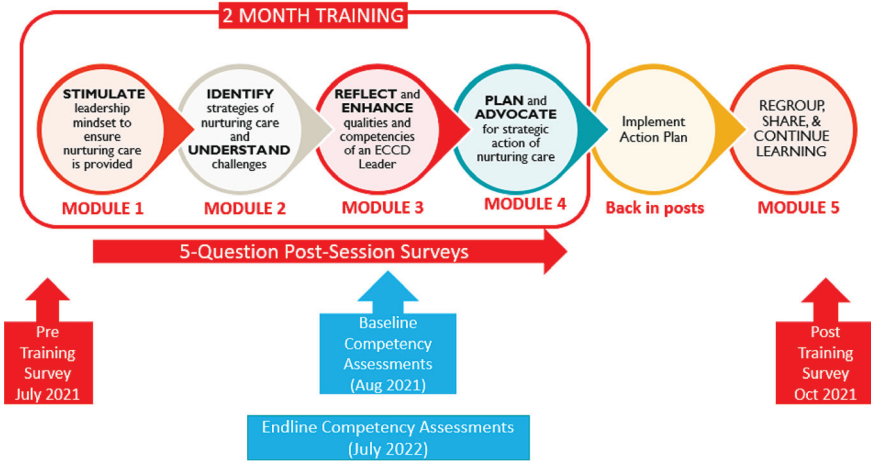 2 MONTH TRAINING
STIMULATE
leadership
mindset to
ensure
nurturing care
is provided
MODULE 1
IDENTIFY
strategies of
nurturing care
and
UNDERSTAND
challenges
MODULE 2
REFLECT and
ENHANCE
qualities and
competencies
of an ECCD
Leader
MODULE 3
PLAN and
ADVOCATE
for strategic
action of
nurturing care
MODULE 4
Implement
Action Plan
Back in posts
REGROUP,
SHARE, &
CONTINUE
LEARNING
MODULE 5
5-Question Post-Session Surveys
Pre
Training
Survey
July 2021
Baseline
Competency
Assessments
(Aug 2021)
Post
Training
Survey
Oct 2021
Endline Competency Assessments
(July 2022)